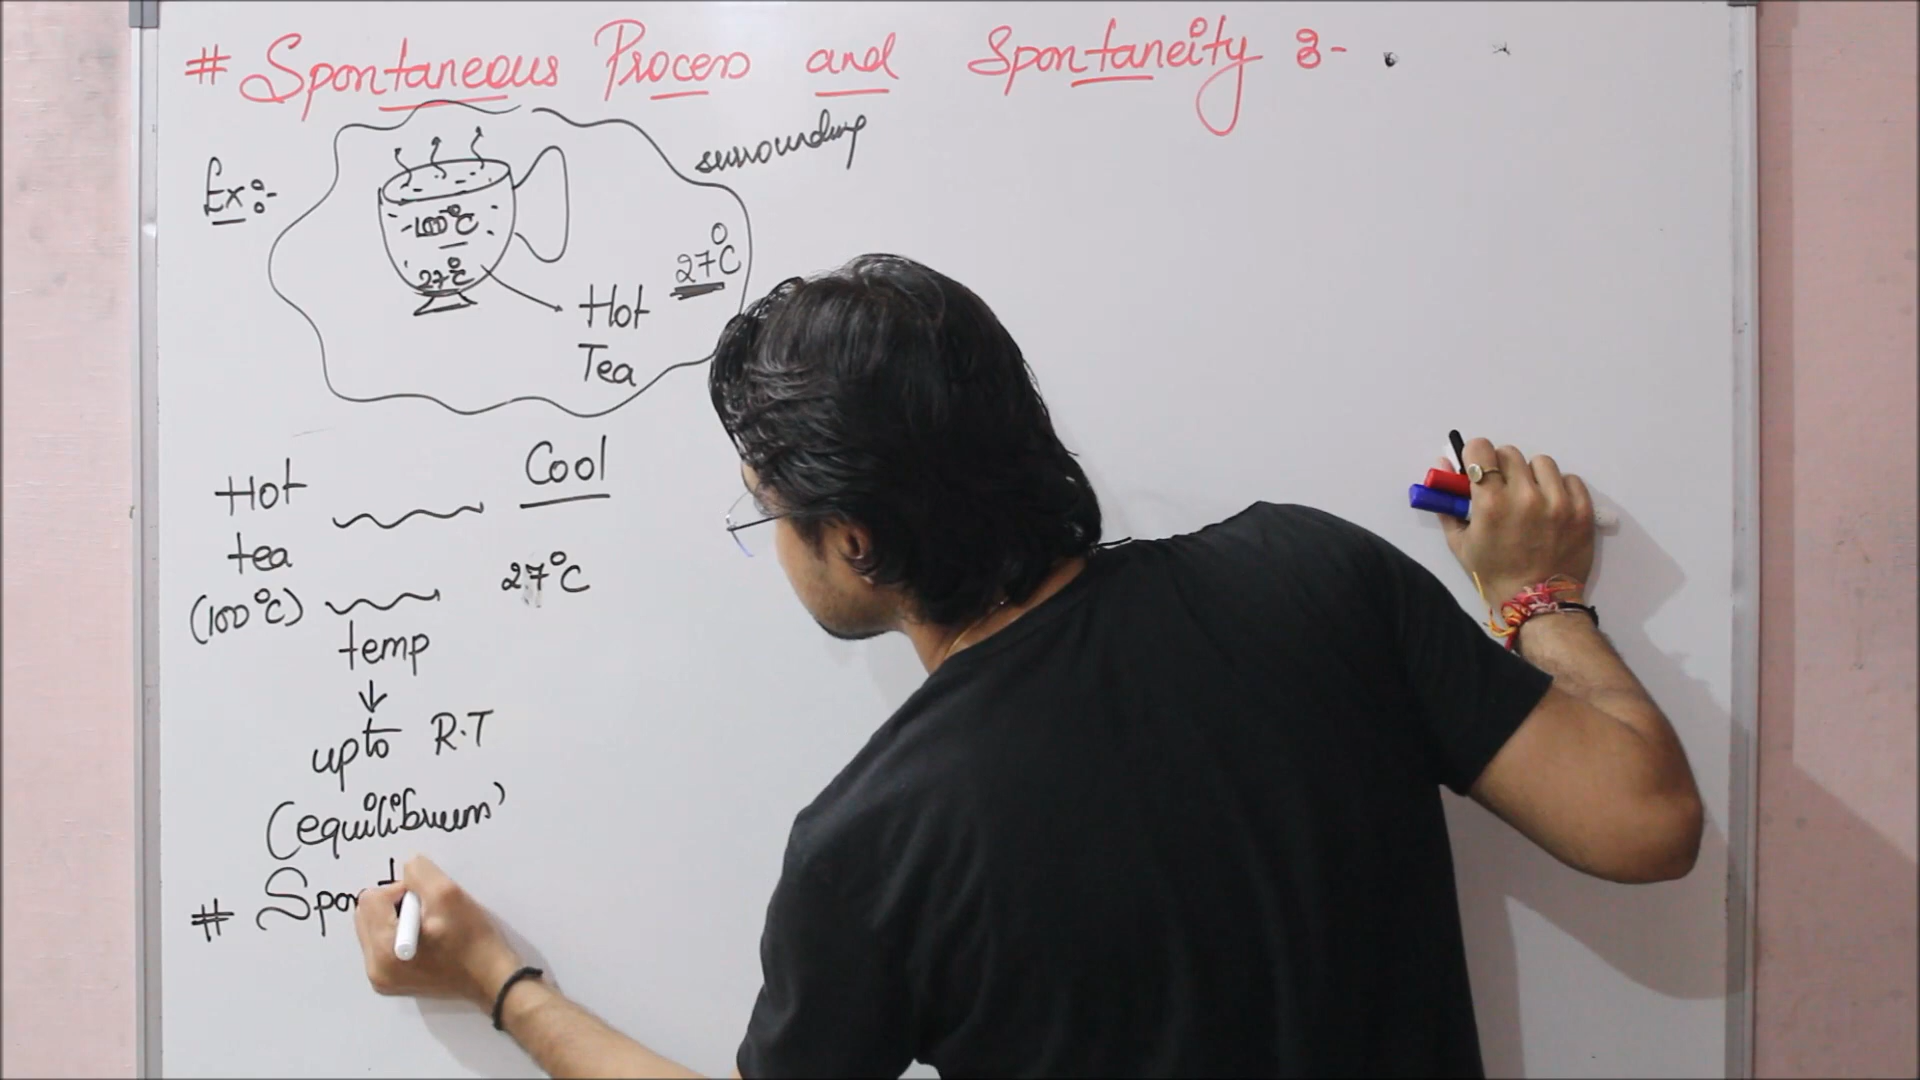 # Spontaneous Process and Spontaneity :-
surrounding
Ex:-
100°C
27°C
27°C
Hot
Tea
Hot
tea
Cool
(100°C)
27°C
temp
↓
upto R.T
(equilibrium)
# Spont